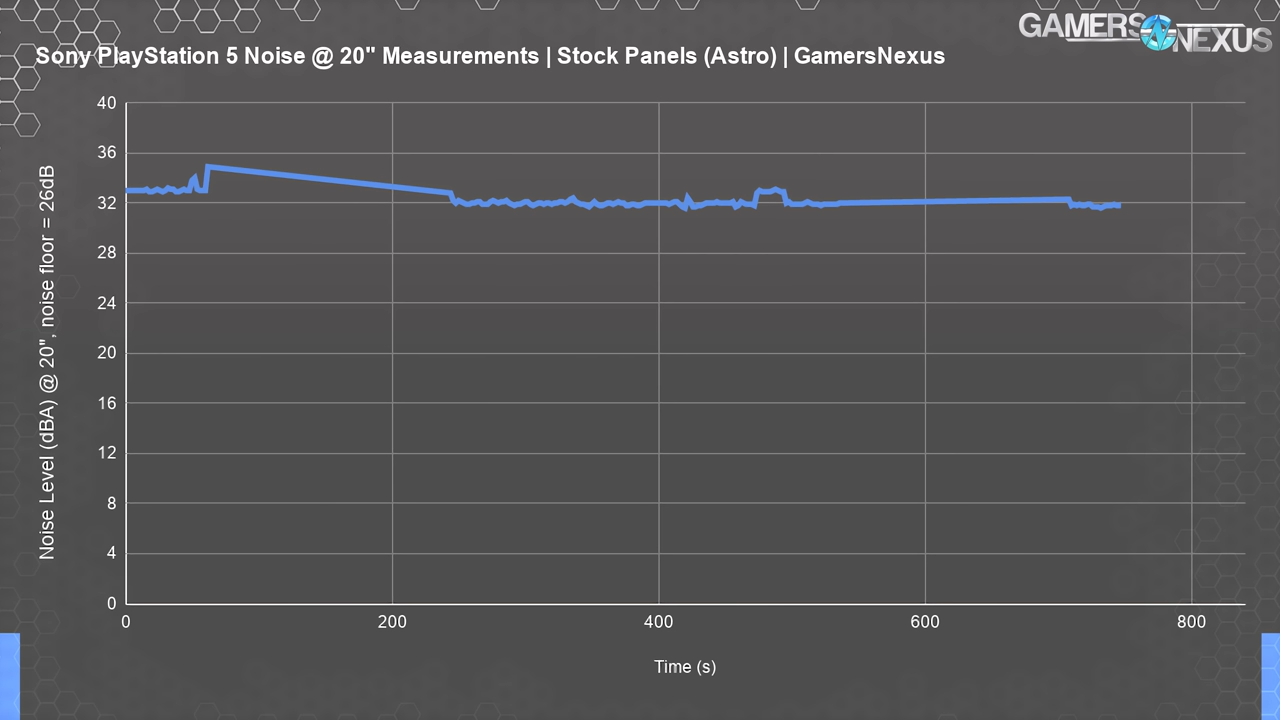 GAMERS NEXUS
Sony PlayStation 5 Noise @ 20" Measurements | Stock Panels (Astro) | GamersNexus
Noise Level (dBA) @ 20", noise floor = 26dB
40
36
32
28
24
20
16
12
8
4
0
0 200 400 600 800
Time (s)